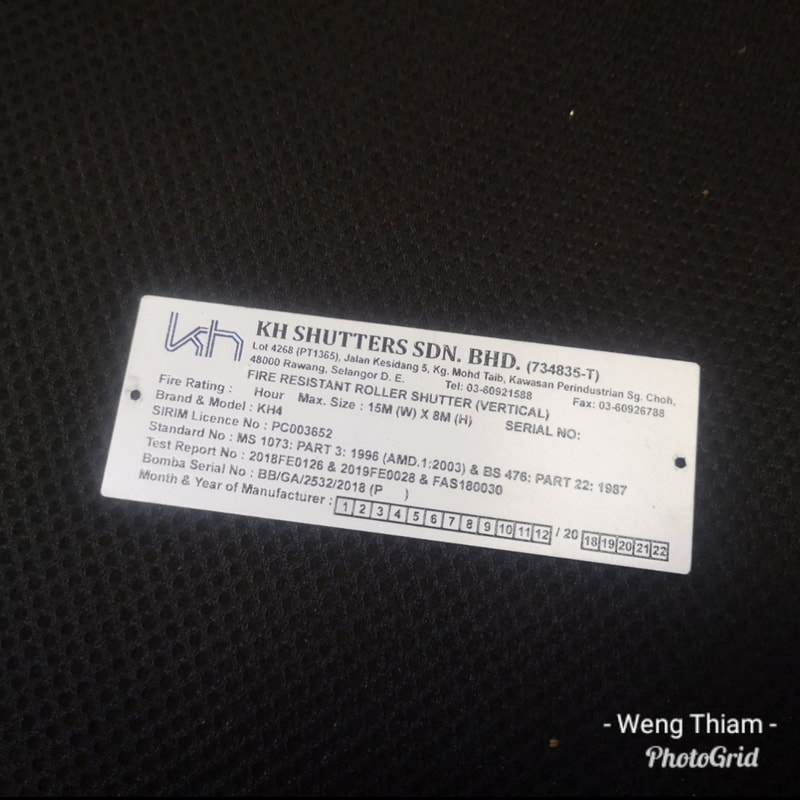 kh
KH SHUTTERS SDN. BHD. (734835-T)
Lot 4268 (PT1365), Jalan Kesidang 5, Kg. Mohd Taib, Kawasan Perindustrian Sg. Choh,
48000 Rawang, Selangor D. E. Tel: 03-60921588 Fax: 03-60926788
FIRE RESISTANT ROLLER SHUTTER (VERTICAL)
Fire Rating : Hour Max. Size : 15M (W) X 8M (H) SERIAL NO:
Brand & Model : KH4
SIRIM Licence No : PC003652
Standard No : MS 1073: PART 3: 1996 (AMD.1:2003) & BS 476: PART 22: 1987
Test Report No : 2018FE0126 & 2019FE0028 & FAS180030
Bomba Serial No : BB/GA/2532/2018 (P )
Month & Year of Manufacturer : 1 2 3 4 5 6 7 8 9 10 11 12 / 20 18 19 20 21 22
- Weng Thiam -
PhotoGrid